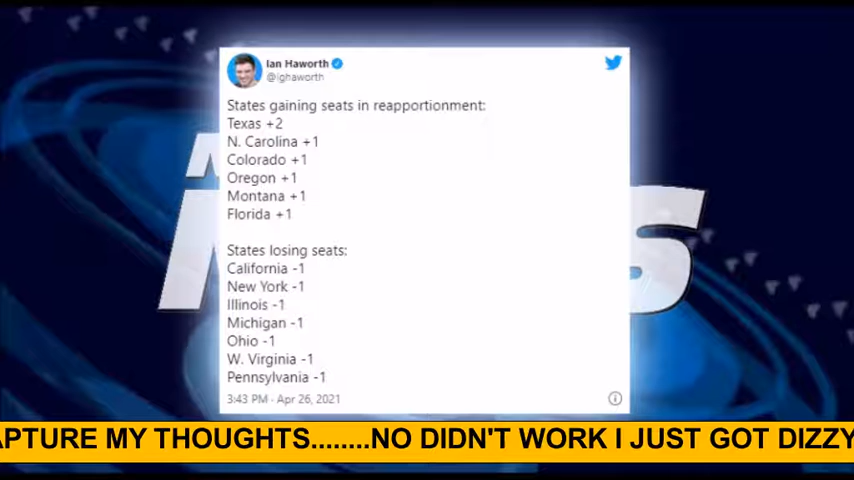 Ian Haworth
@ighaworth
States gaining seats in reapportionment:
Texas +2
N. Carolina +1
Colorado +1
Oregon +1
Montana +1
Florida +1
States losing seats:
California -1
New York -1
Illinois -1
Michigan -1
Ohio -1
W. Virginia -1
Pennsylvania -1
3:43 PM · Apr 26, 2021
APTURE MY THOUGHTS........NO DIDN'T WORK I JUST GOT DIZZY